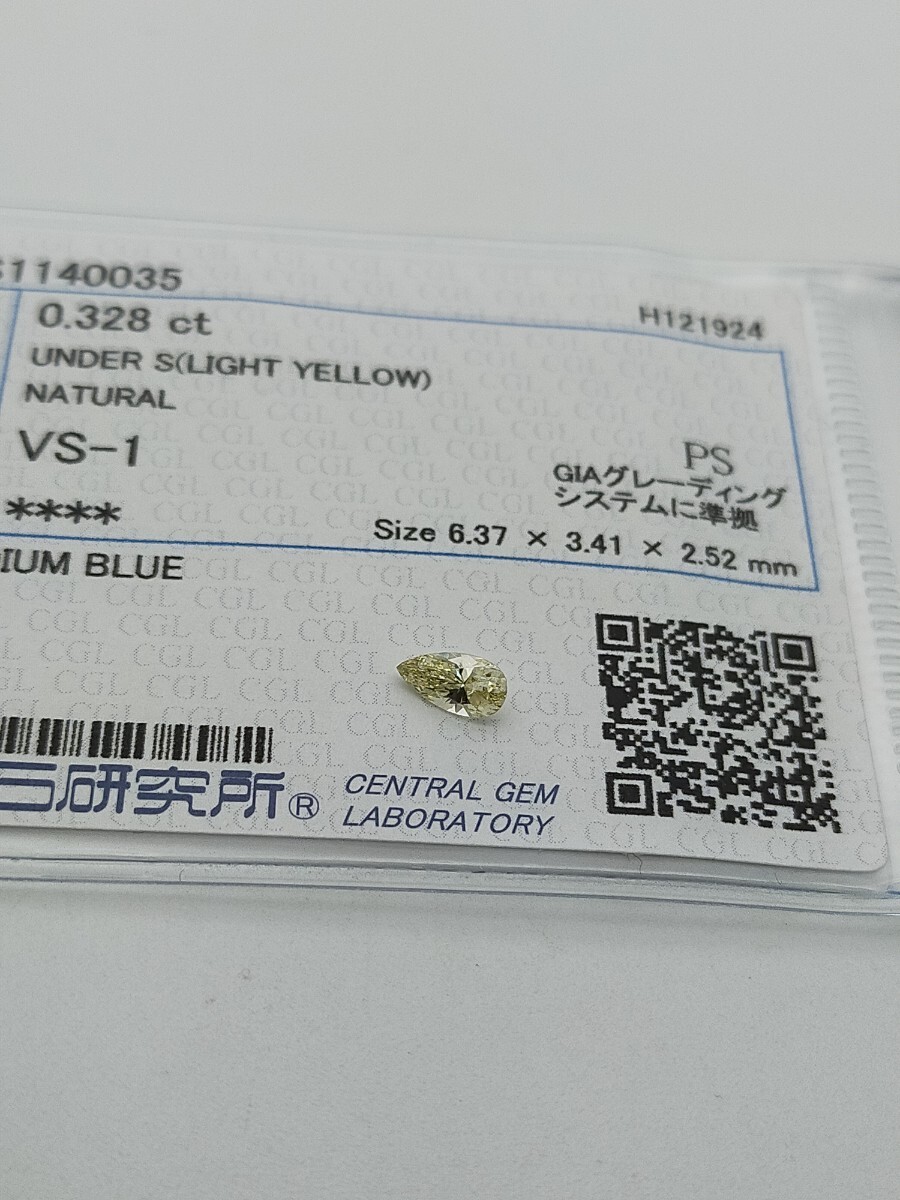 1140035
H121924
0.328 ct
UNDER S(LIGHT YELLOW)
NATURAL
VS-1
PS
GIAグレーディング
システムに準拠
****
Size 6.37 × 3.41 × 2.52 mm
IUM BLUE
研究所®
CENTRAL GEM
LABORATORY